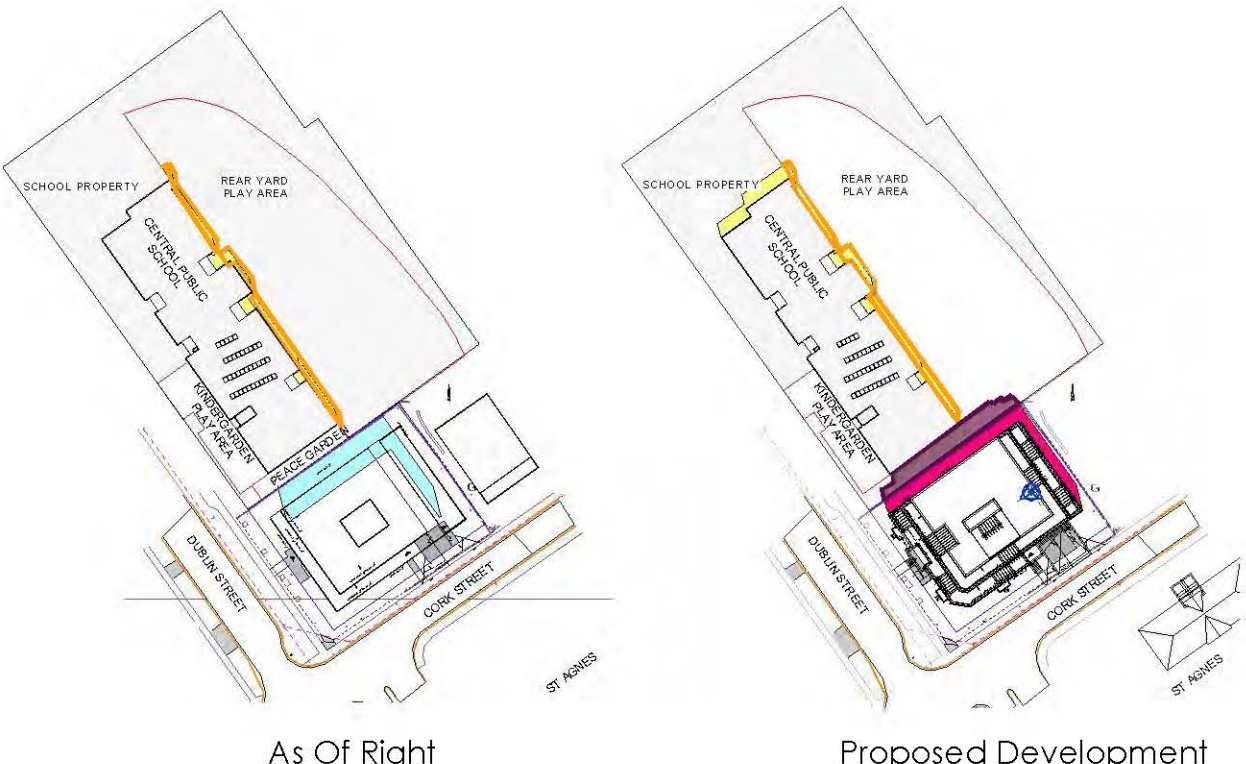 SCHOOL PROPERTY
REAR YARD
PLAY AREA
CENTRAL PUBLIC
SCHOOL
KINDERGARDEN
PLAY AREA
PEACE GARDEN
G
DUBLIN STREET
CORK STREET
ST AGNES
As Of Right
SCHOOL PROPERTY
REAR YARD
PLAY AREA
CENTRAL PUBLIC
SCHOOL
KINDERGARDEN
PLAY AREA
G
DUBLIN STREET
CORK STREET
ST AGNES
Proposed Development